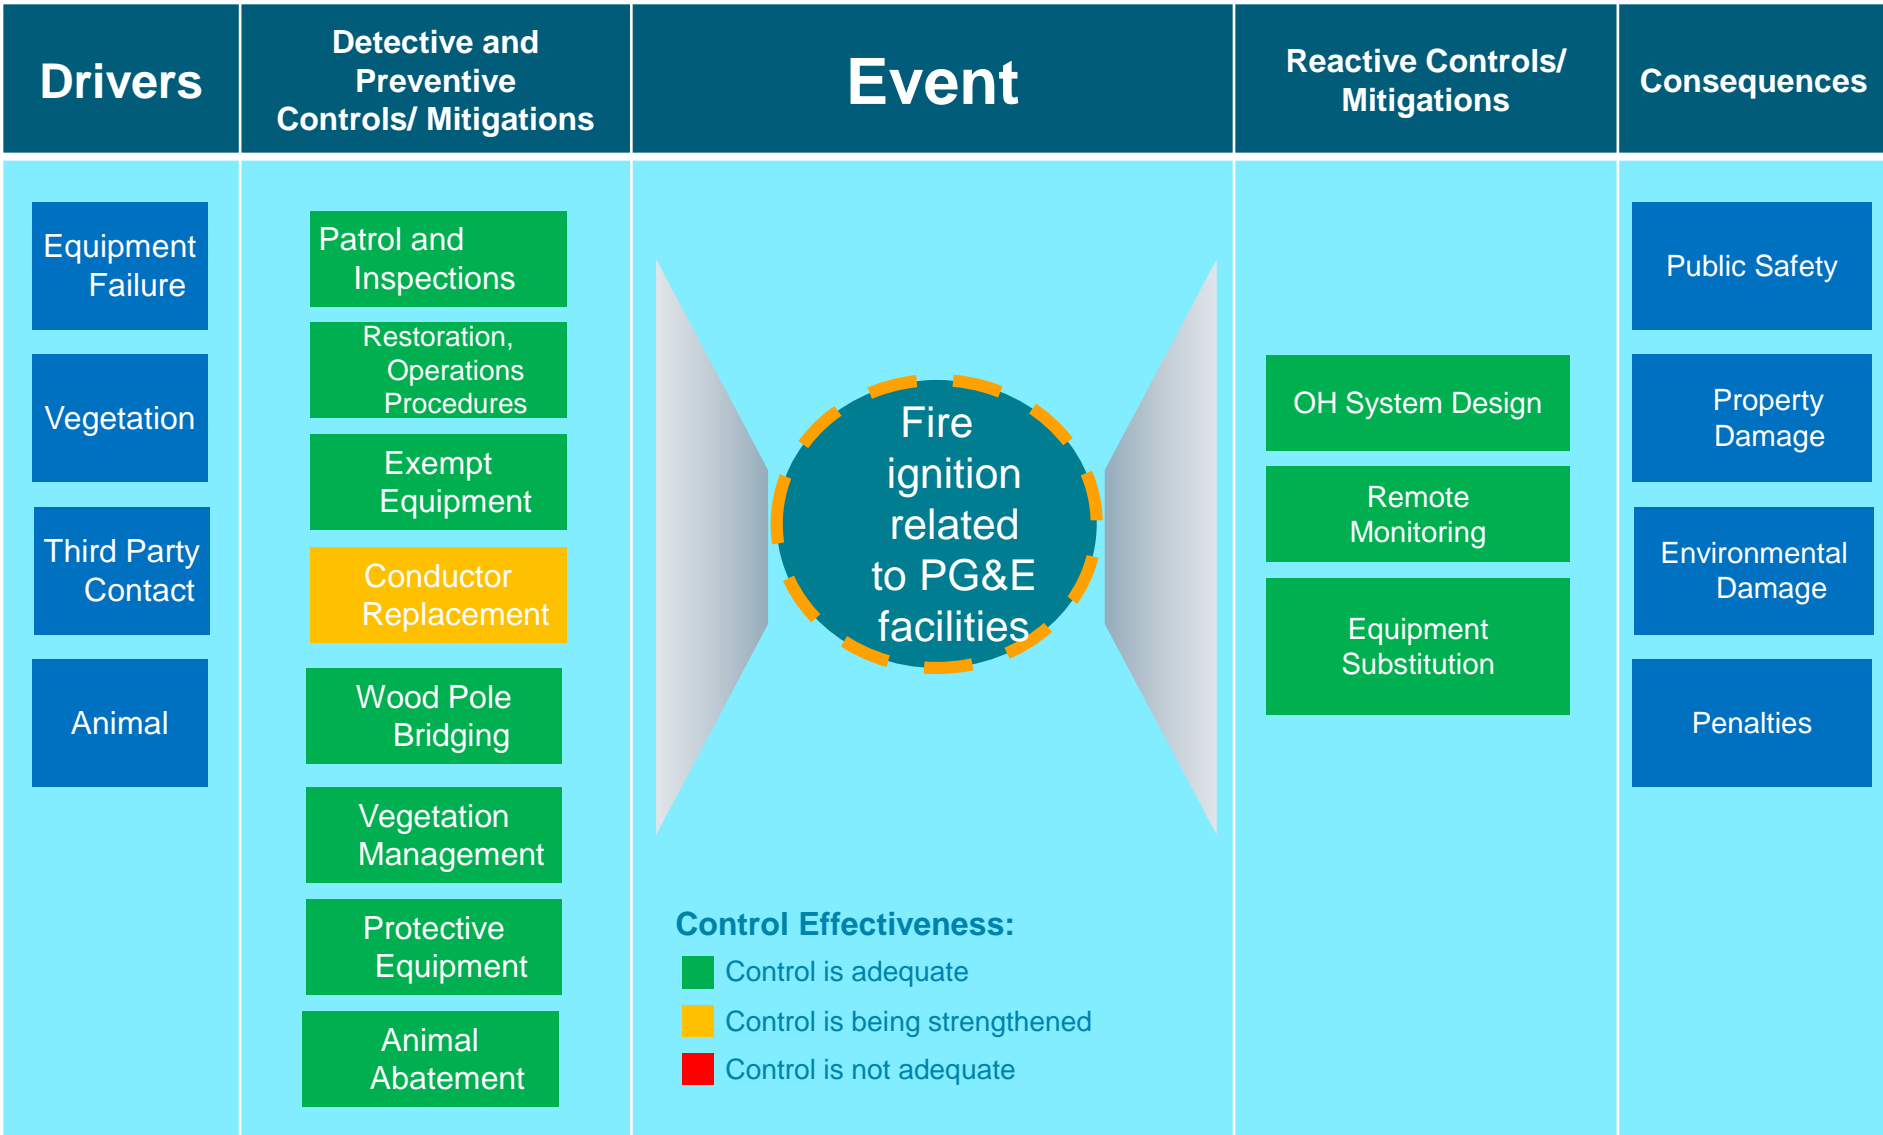 Drivers
Detective and
Preventive
Controls/ Mitigations
Event
Reactive Controls/
Mitigations
Consequences
Equipment
Failure
Vegetation
Third Party
Contact
Animal
Patrol and
Inspections
Restoration,
Operations
Procedures
Exempt
Equipment
Conductor
Replacement
Wood Pole
Bridging
Vegetation
Management
Protective
Equipment
Animal
Abatement
Fire
ignition
related
to PG&E
facilities
Control Effectiveness:
Control is adequate
Control is being strengthened
Control is not adequate
OH System Design
Remote
Monitoring
Equipment
Substitution
Public Safety
Property
Damage
Environmental
Damage
Penalties